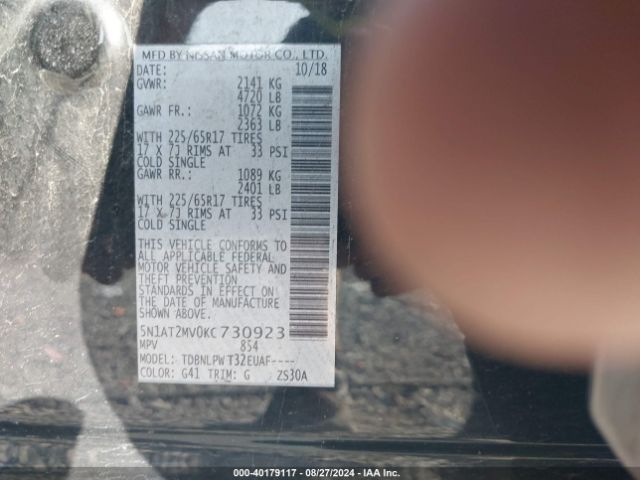 MFD BY NISSAN MOTOR CO., LTD.
DATE: 10/18
GVWR: 2141 KG
4720 LB
GAWR FR.: 1072 KG
2363 LB
WITH 225/65R17 TIRES
17 X 7J RIMS AT 33 PSI
COLD SINGLE
GAWR RR.: 1089 KG
2401 LB
WITH 225/65R17 TIRES
17 X 7J RIMS AT 33 PSI
COLD SINGLE
THIS VEHICLE CONFORMS TO
ALL APPLICABLE FEDERAL
MOTOR VEHICLE SAFETY AND
THEFT PREVENTION
STANDARDS IN EFFECT ON
THE DATE OF MANUFACTURE
SHOWN ABOVE.
5N1AT2MV0KC730923
MPV 854
MODEL: TDBNLPW T32EUAF----
COLOR: G41 TRIM: G ZS30A
000-40179117 - 08/27/2024 - IAA Inc.